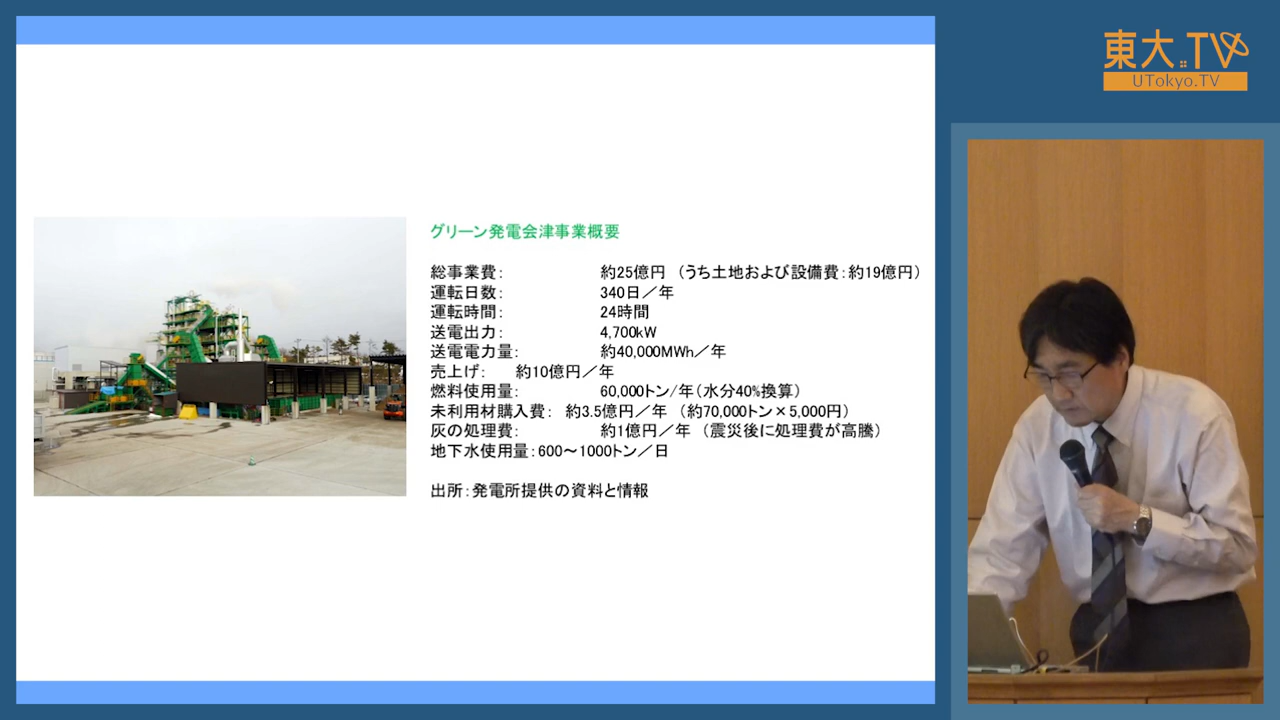 東大.TV
UTokyo.TV
グリーン発電会津事業概要
総事業費： 約25億円 （うち土地および設備費：約19億円）
運転日数： 340日／年
運転時間： 24時間
送電出力： 4,700kW
送電電力量： 約40,000MWh／年
売上げ： 約10億円／年
燃料使用量： 60,000トン/年（水分40%換算）
未利用材購入費： 約3.5億円／年 （約70,000トン×5,000円）
灰の処理費： 約1億円／年 （震災後に処理費が高騰）
地下水使用量：600～1000トン／日
出所：発電所提供の資料と情報